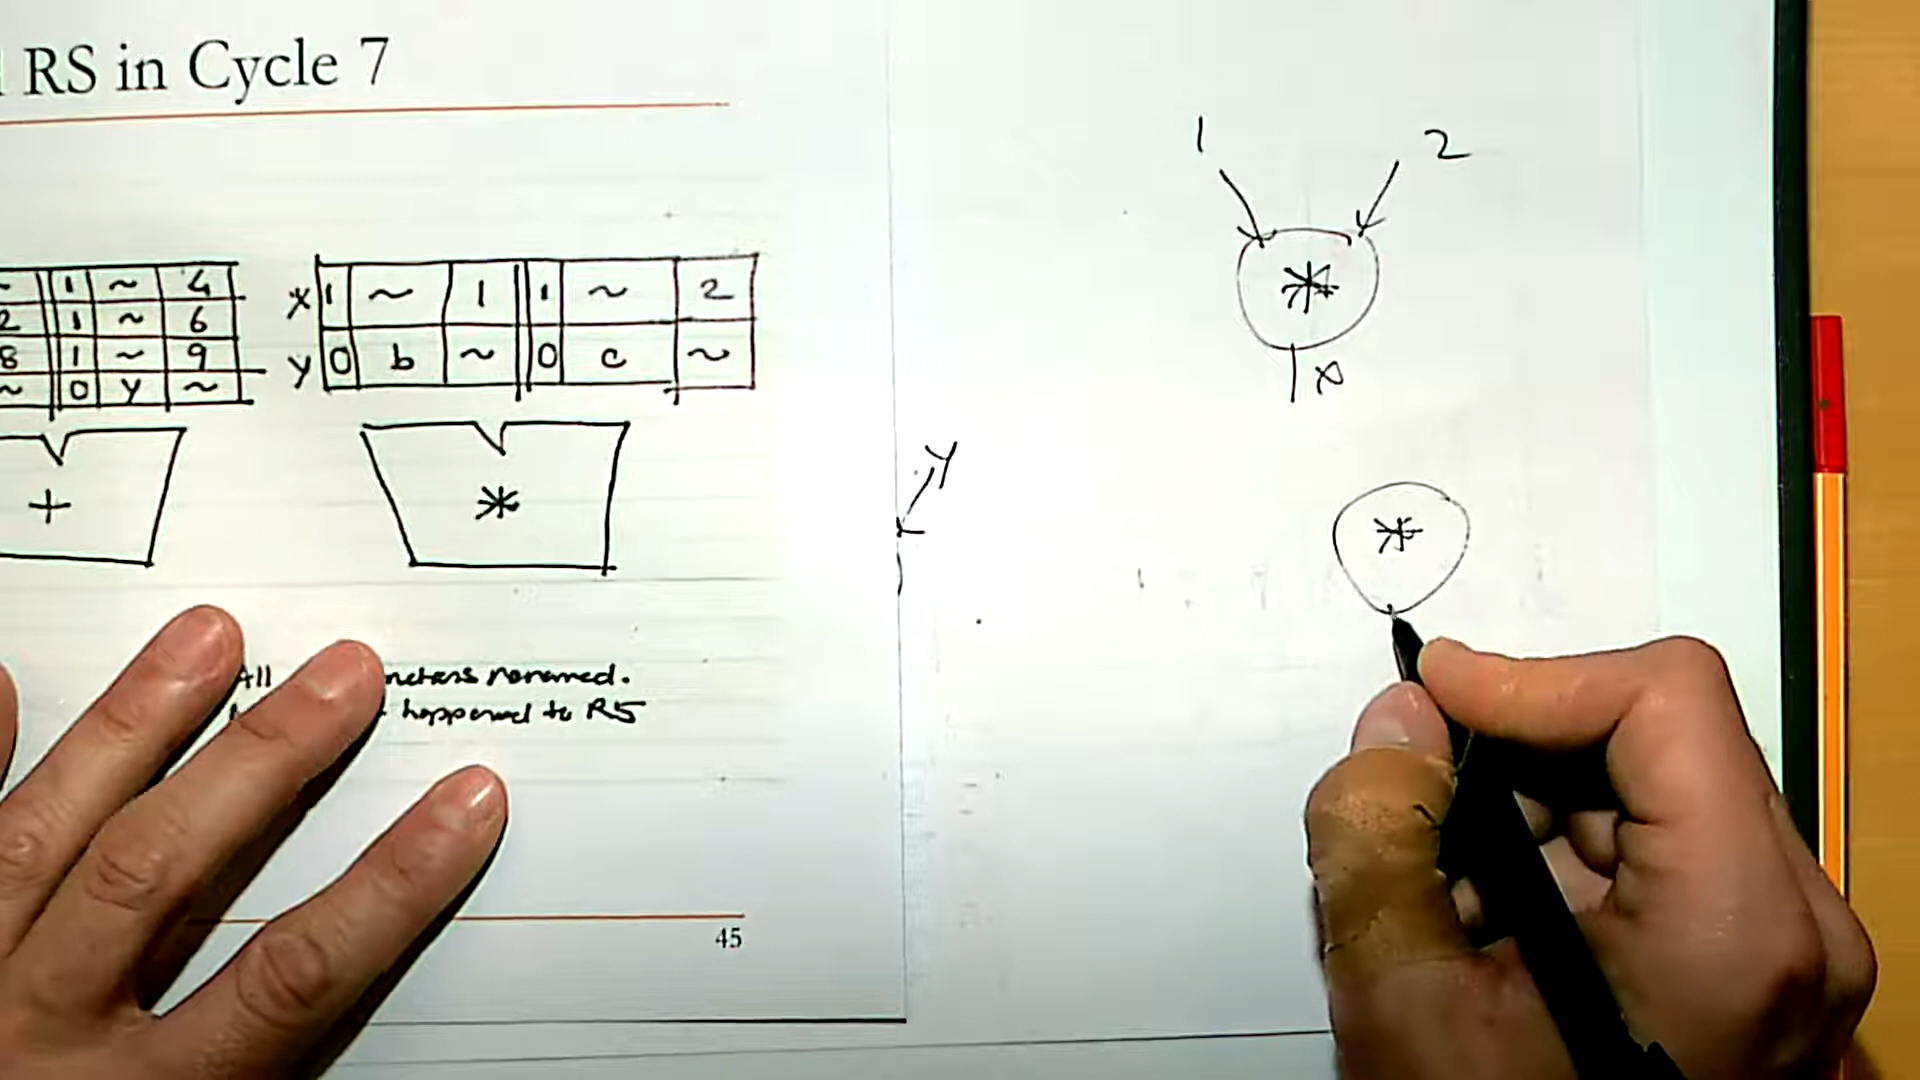 RS in Cycle 7
~ 1 ~ 4
2 1 ~ 6
8 1 ~ 9
~ 0 y ~
x 1 ~ 1 1 ~ 2
y 0 b ~ 0 c ~
+
*
All renamed.
happened to R5
45
1 2
*
x
y
*